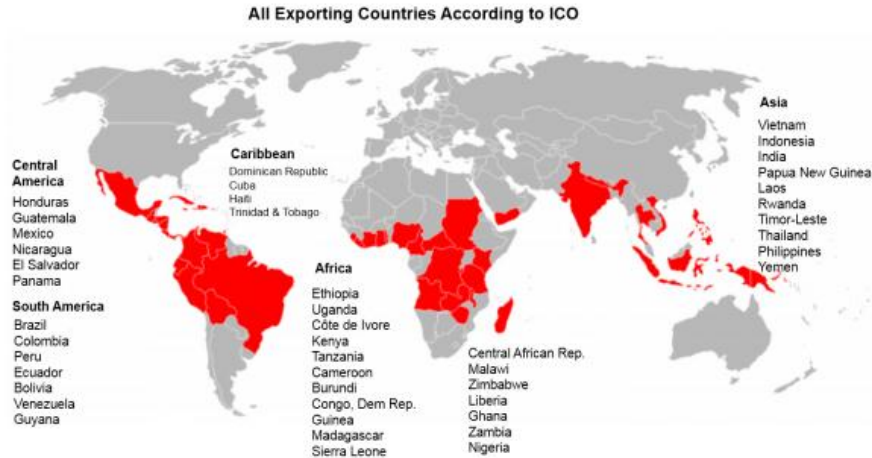 All Exporting Countries According to ICO
Central
America
Honduras
Guatemala
Mexico
Nicaragua
El Salvador
Panama
South America
Brazil
Colombia
Peru
Ecuador
Bolivia
Venezuela
Guyana
Caribbean
Dominican Republic
Cuba
Haiti
Trinidad & Tobago
Africa
Ethiopia
Uganda
Côte de Ivore
Kenya
Tanzania
Cameroon
Burundi
Congo, Dem Rep.
Guinea
Madagascar
Sierra Leone
Central African Rep.
Malawi
Zimbabwe
Liberia
Ghana
Zambia
Nigeria
Asia
Vietnam
Indonesia
India
Papua New Guinea
Laos
Rwanda
Timor-Leste
Thailand
Philippines
Yemen